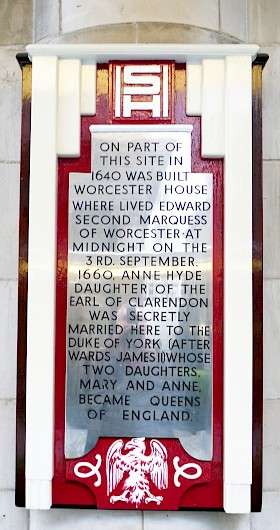 SH
ON PART OF
THIS SITE IN
1640 WAS BUILT
WORCESTER HOUSE
WHERE LIVED EDWARD
SECOND MARQUESS
OF WORCESTER·AT
MIDNIGHT ON THE
3RD. SEPTEMBER.
1660, ANNE HYDE
DAUGHTER OF THE
EARL OF CLARENDON
WAS SECRETLY
MARRIED HERE TO THE
DUKE OF YORK (AFTER
WARDS JAMES II) WHOSE
TWO DAUGHTERS,
MARY AND ANNE,
BECAME QUEENS
OF ENGLAND.